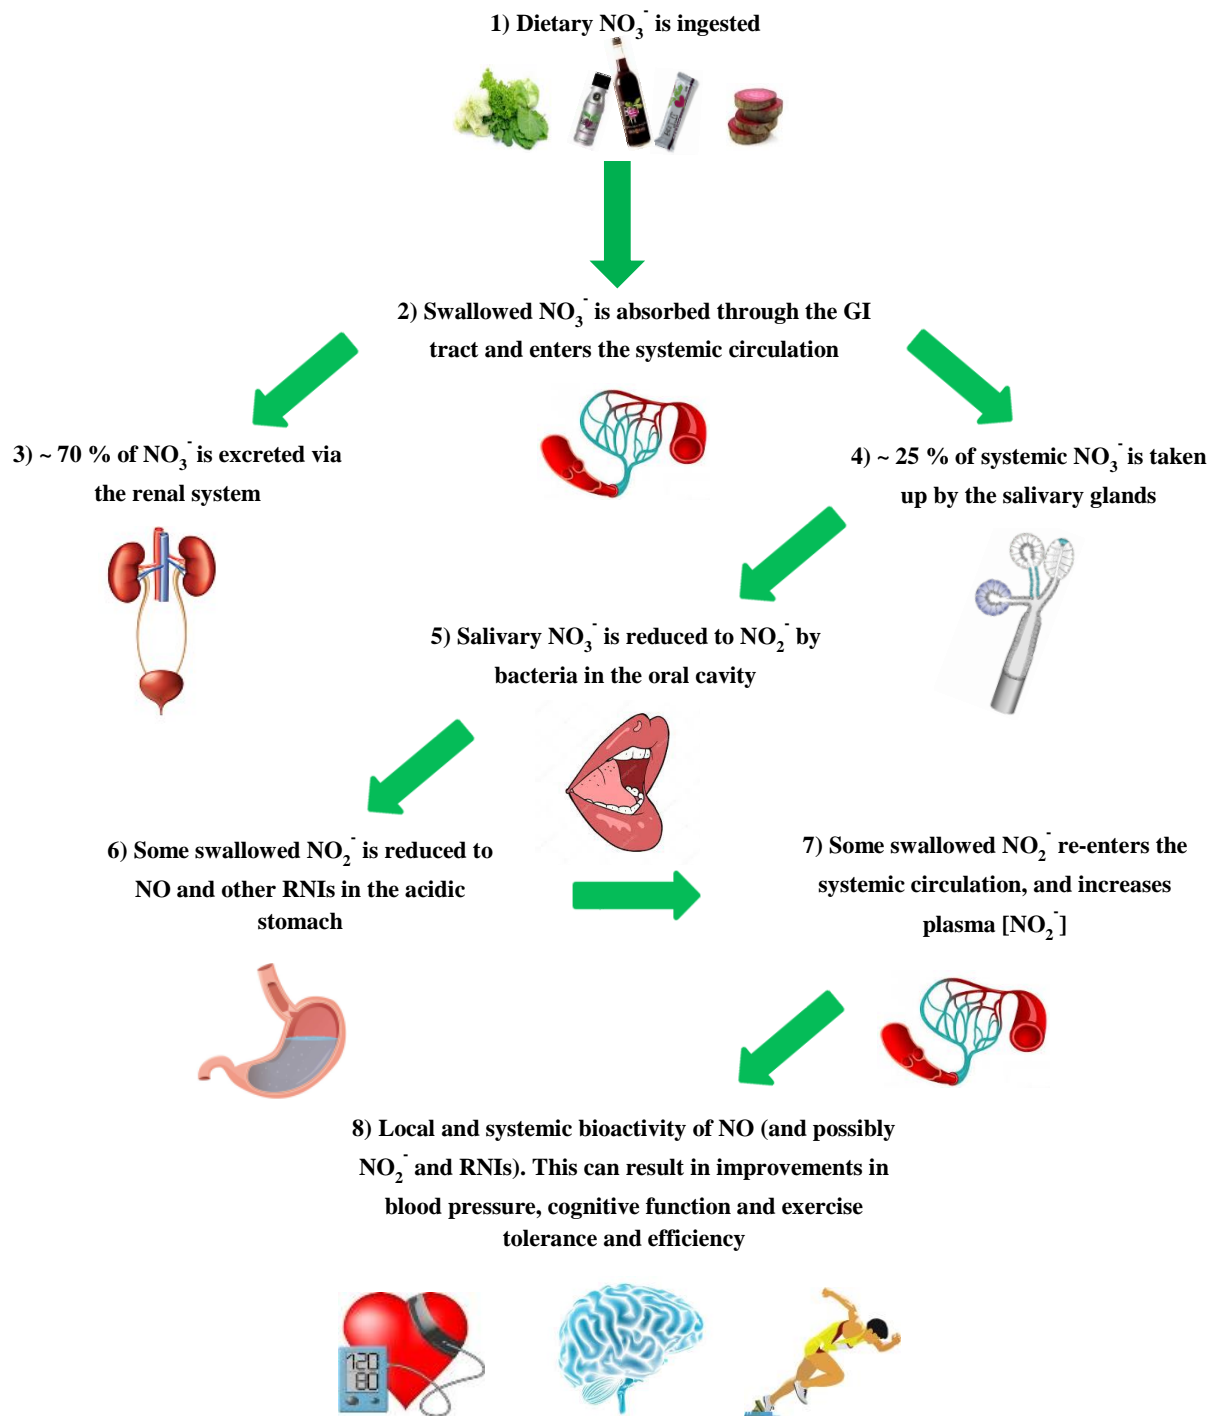 1) Dietary NO₃⁻ is ingested
2) Swallowed NO₃⁻ is absorbed through the GI
tract and enters the systemic circulation
3) ~ 70 % of NO₃⁻ is excreted via
the renal system
4) ~ 25 % of systemic NO₃⁻ is taken
up by the salivary glands
5) Salivary NO₃⁻ is reduced to NO₂⁻ by
bacteria in the oral cavity
6) Some swallowed NO₂⁻ is reduced to
NO and other RNIs in the acidic
stomach
7) Some swallowed NO₂⁻ re-enters the
systemic circulation, and increases
plasma [NO₂⁻]
8) Local and systemic bioactivity of NO (and possibly
NO₂⁻ and RNIs). This can result in improvements in
blood pressure, cognitive function and exercise
tolerance and efficiency
120
80